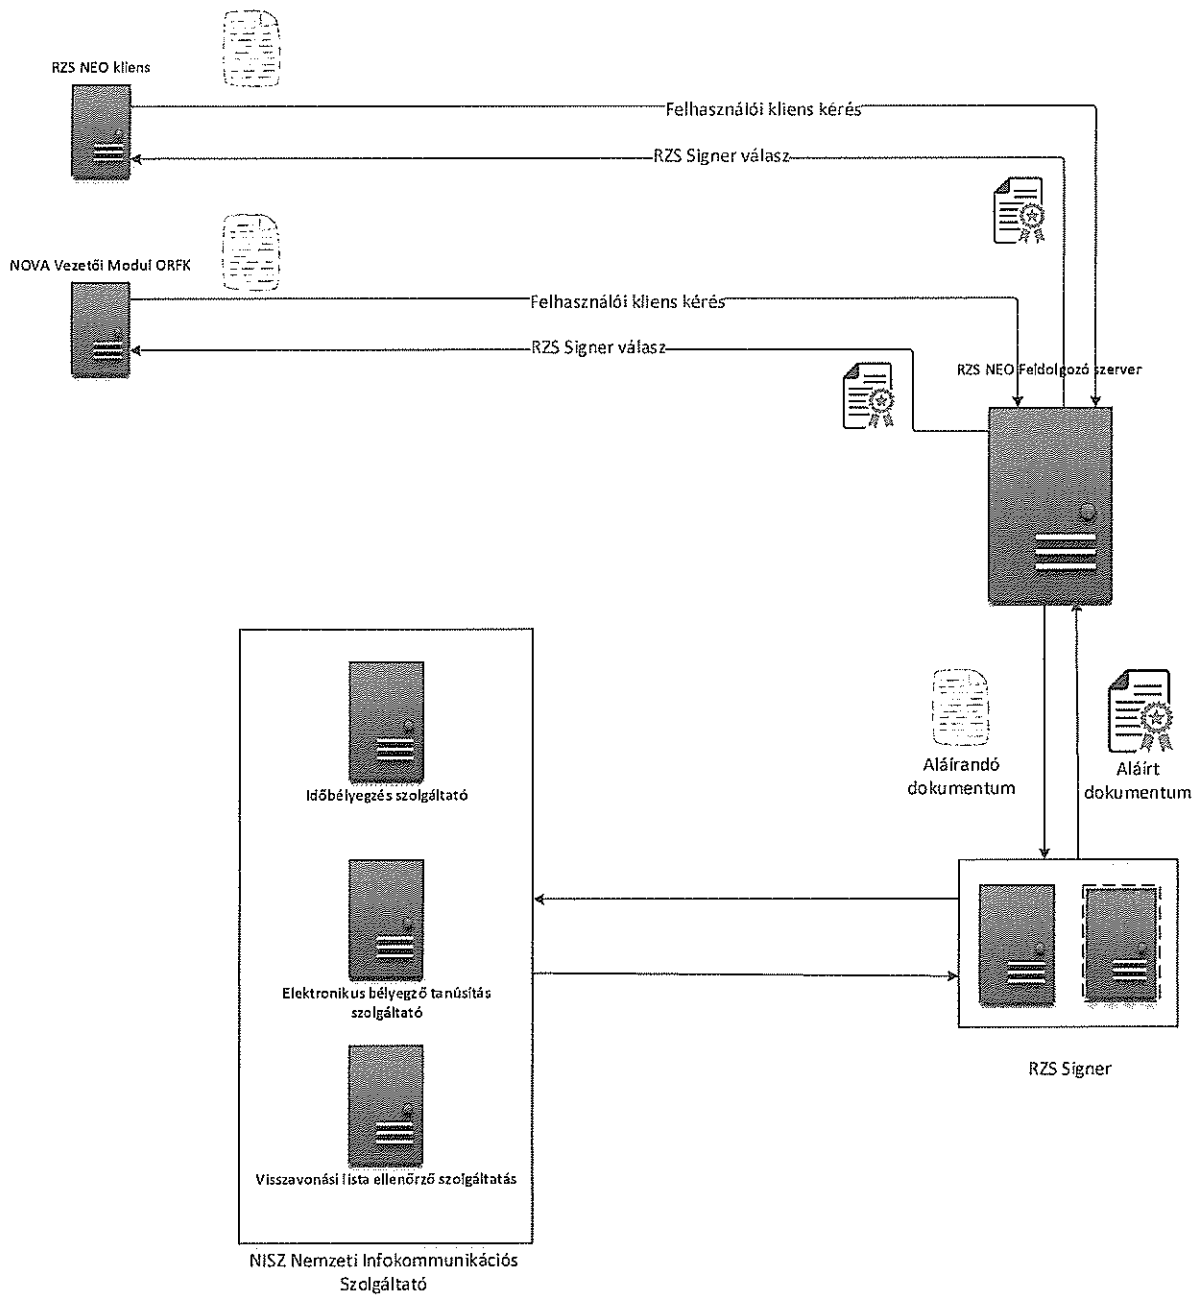 RZS NEO kliens
Felhasználói kliens kérés
RZS Signer válasz
NOVA Vezetői Modul ORFK
Felhasználói kliens kérés
RZS Signer válasz
RZS NEO Feldolgozó szerver
Aláírandó
dokumentum
Aláírt
dokumentum
Időbélyegzés szolgáltató
Elektronikus bélyegző tanúsítás
szolgáltató
RZS Signer
Visszavonási lista ellenőrző szolgáltatás
NISZ Nemzeti Infokommunikációs
Szolgáltató